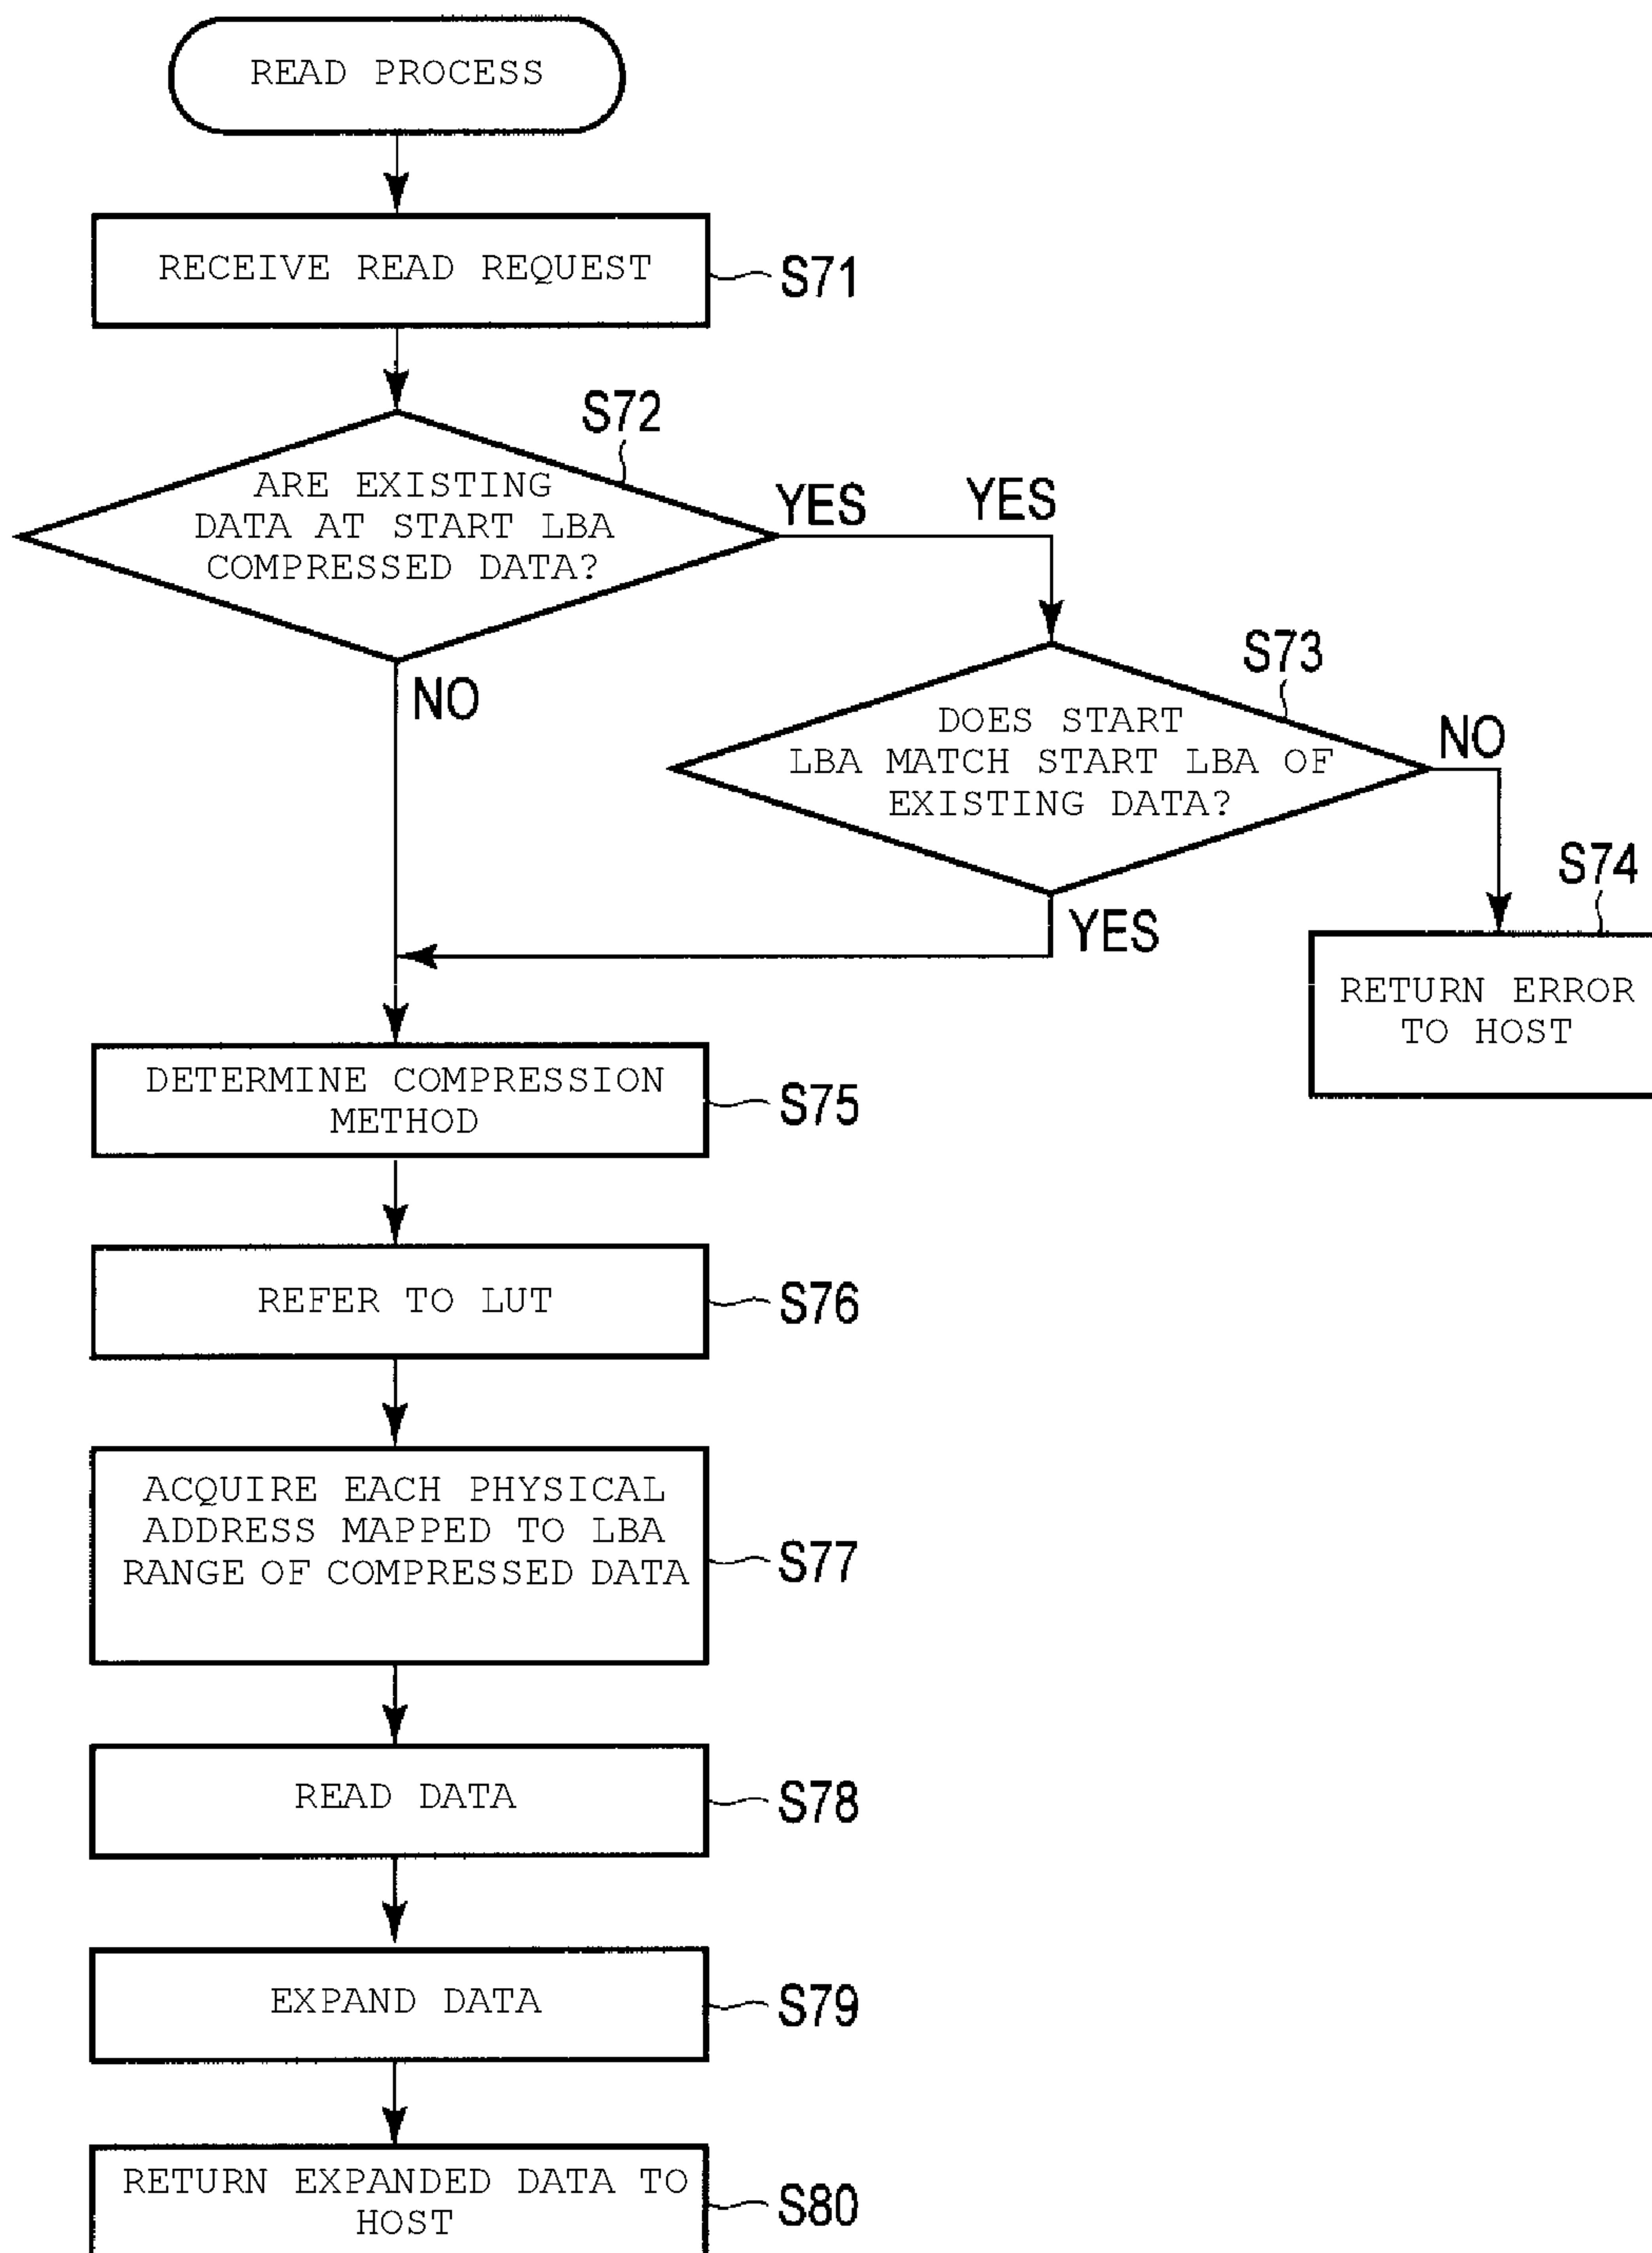 READ PROCESS
RECEIVE READ REQUEST
S71
S72
ARE EXISTING
DATA AT START LBA
COMPRESSED DATA?
YES
YES
NO
S73
DOES START
LBA MATCH START LBA OF
EXISTING DATA?
NO
YES
S74
RETURN ERROR
TO HOST
DETERMINE COMPRESSION
METHOD
S75
REFER TO LUT
S76
ACQUIRE EACH PHYSICAL
ADDRESS MAPPED TO LBA
RANGE OF COMPRESSED DATA
S77
READ DATA
S78
EXPAND DATA
S79
RETURN EXPANDED DATA TO
HOST
S80